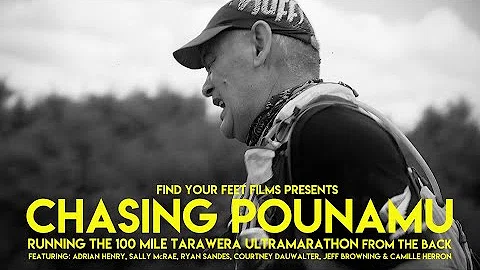 FIND YOUR FEET FILMS PRESENTS
CHASING POUNAMU
RUNNING THE 100 MILE TARAWERA ULTRAMARATHON FROM THE BACK
FEATURING: ADRIAN HENRY, SALLY McRAE, RYAN SANDES, COURTNEY DAUWALTER, JEFF BROWNING & CAMILLE HERRON